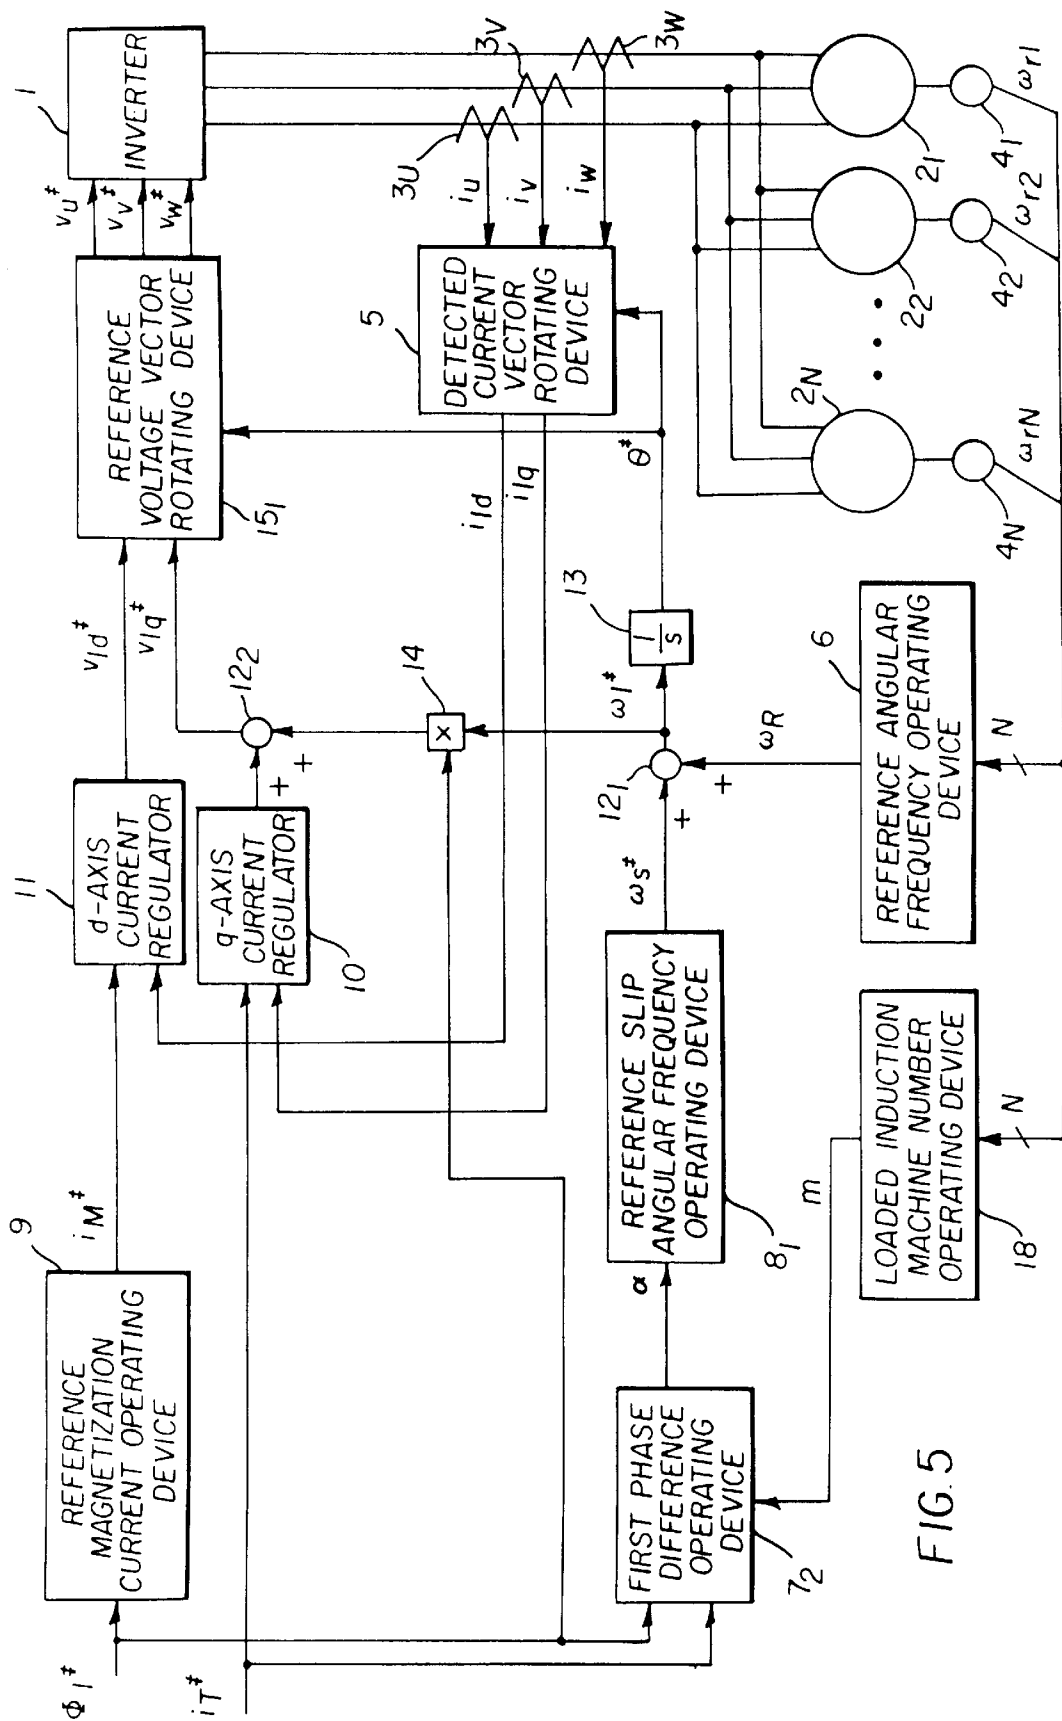 Φ1‡
iT‡
9
REFERENCE
MAGNETIZATION
CURRENT OPERATING
DEVICE
iM‡
11
d-AXIS
CURRENT
REGULATOR
q-AXIS
CURRENT
REGULATOR
10
v1d‡
v1q‡
122
+
+
REFERENCE
VOLTAGE VECTOR
ROTATING DEVICE
151
vu‡
vv‡
vw‡
1
INVERTER
3U
3V
3W
iu
iv
iw
5
DETECTED
CURRENT
VECTOR
ROTATING
DEVICE
i1d
i1q
θ‡
14
X
13
1
s
ω1‡
121
+
+
ωs‡
ωR
FIRST PHASE
DIFFERENCE
OPERATING
DEVICE
72
α
REFERENCE SLIP
ANGULAR FREQUENCY
OPERATING DEVICE
81
m
LOADED INDUCTION
MACHINE NUMBER
OPERATING DEVICE
18
N
6
REFERENCE ANGULAR
FREQUENCY OPERATING
DEVICE
N
2N
22
21
4N
42
41
ωrN
ωr2
ωr1
FIG. 5